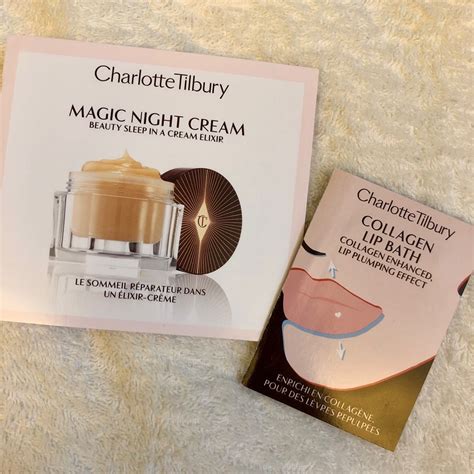 CharlotteTilbury
MAGIC NIGHT CREAM
BEAUTY SLEEP IN A CREAM ELIXIR
CT
LE SOMMEIL RÉPARATEUR DANS
UN ÉLIXIR-CRÈME
CharlotteTilbury
COLLAGEN
LIP BATH
COLLAGEN ENHANCED,
LIP PLUMPING EFFECT
ENRICHI EN COLLAGÈNE,
POUR DES LÈVRES REPULPÉES